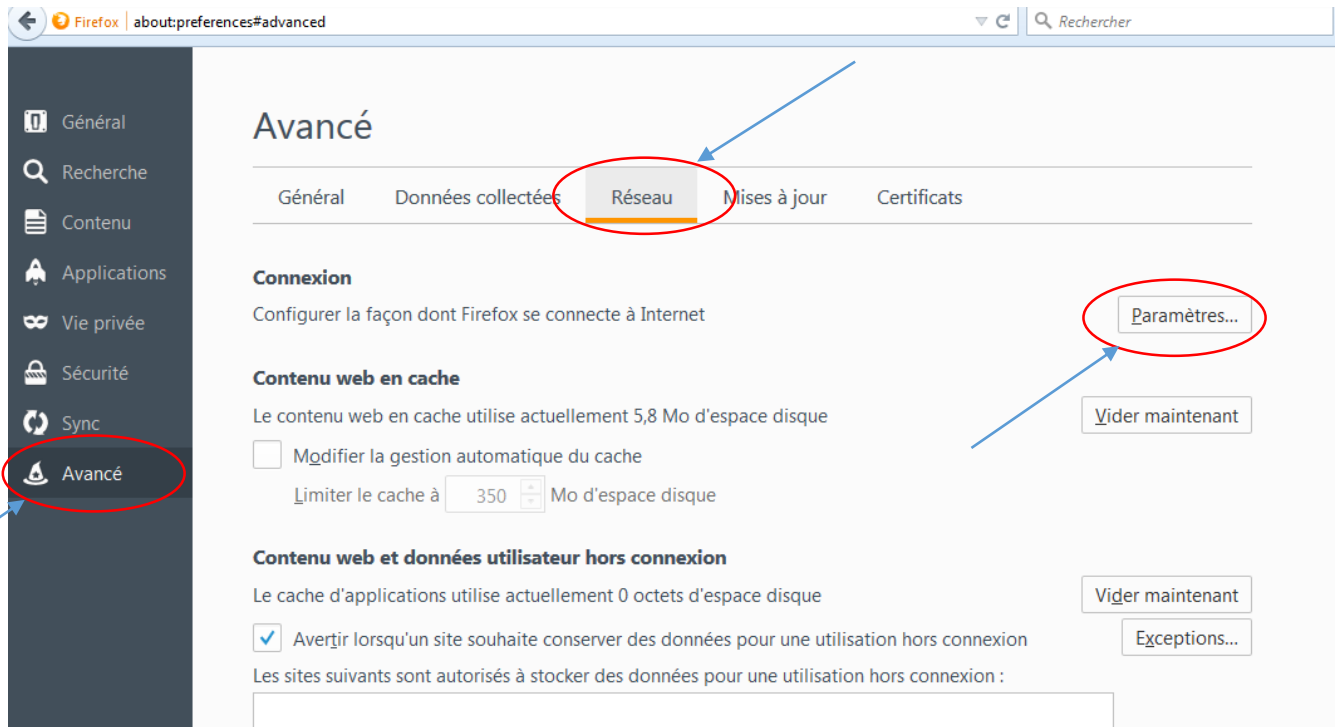 Firefox about:preferences#advanced Rechercher
Général
Recherche
Contenu
Applications
Vie privée
Sécurité
Sync
Avancé
Avancé
Général Données collectées Réseau Mises à jour Certificats
Connexion
Configurer la façon dont Firefox se connecte à Internet Paramètres...
Contenu web en cache
Le contenu web en cache utilise actuellement 5,8 Mo d'espace disque Vider maintenant
Modifier la gestion automatique du cache
Limiter le cache à 350 Mo d'espace disque
Contenu web et données utilisateur hors connexion
Le cache d'applications utilise actuellement 0 octets d'espace disque Vider maintenant
Avertir lorsqu'un site souhaite conserver des données pour une utilisation hors connexion Exceptions...
Les sites suivants sont autorisés à stocker des données pour une utilisation hors connexion :